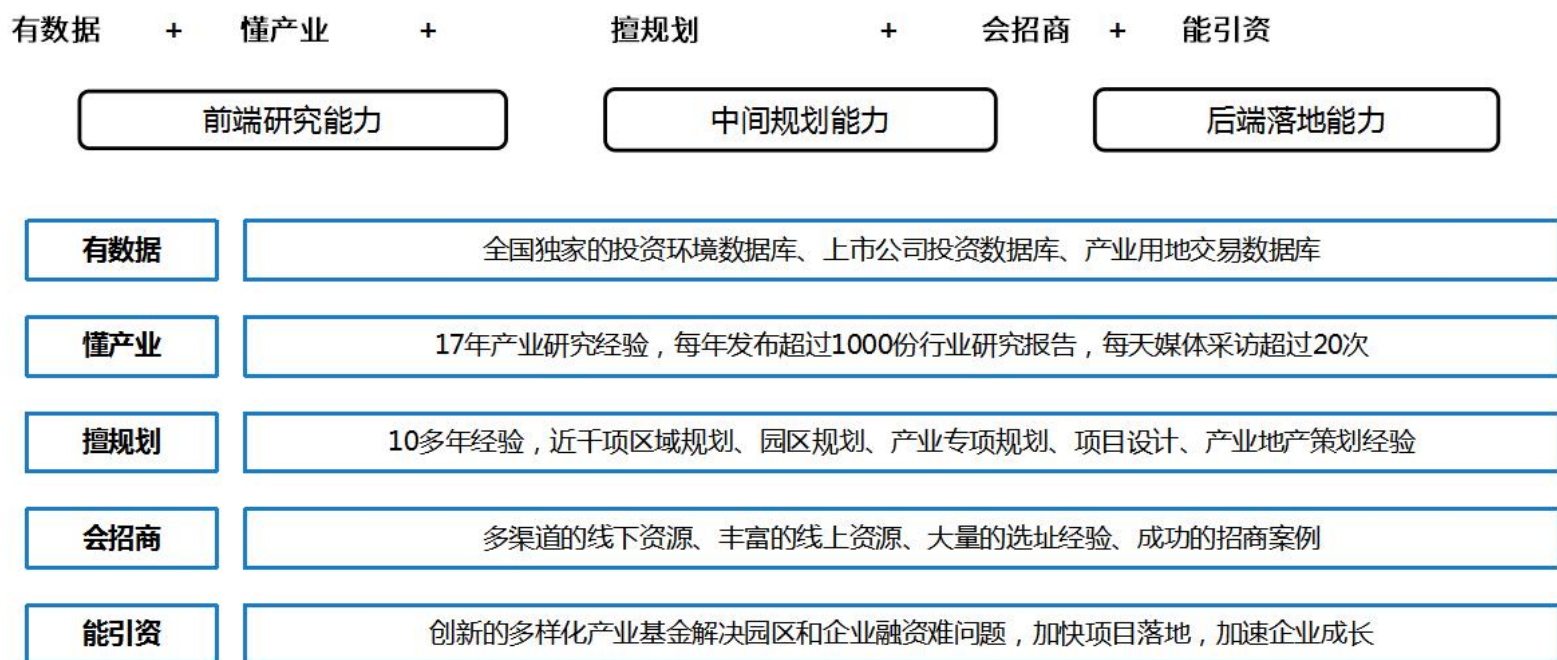 有数据 + 懂产业 + 擅规划 + 会招商 + 能引资
前端研究能力 中间规划能力 后端落地能力
有数据 全国独家的投资环境数据库、上市公司投资数据库、产业用地交易数据库
懂产业 17年产业研究经验，每年发布超过1000份行业研究报告，每天媒体采访超过20次
擅规划 10多年经验，近千项区域规划、园区规划、产业专项规划、项目设计、产业地产策划经验
会招商 多渠道的线下资源、丰富的线上资源、大量的选址经验、成功的招商案例
能引资 创新的多样化产业基金解决园区和企业融资难问题，加快项目落地，加速企业成长